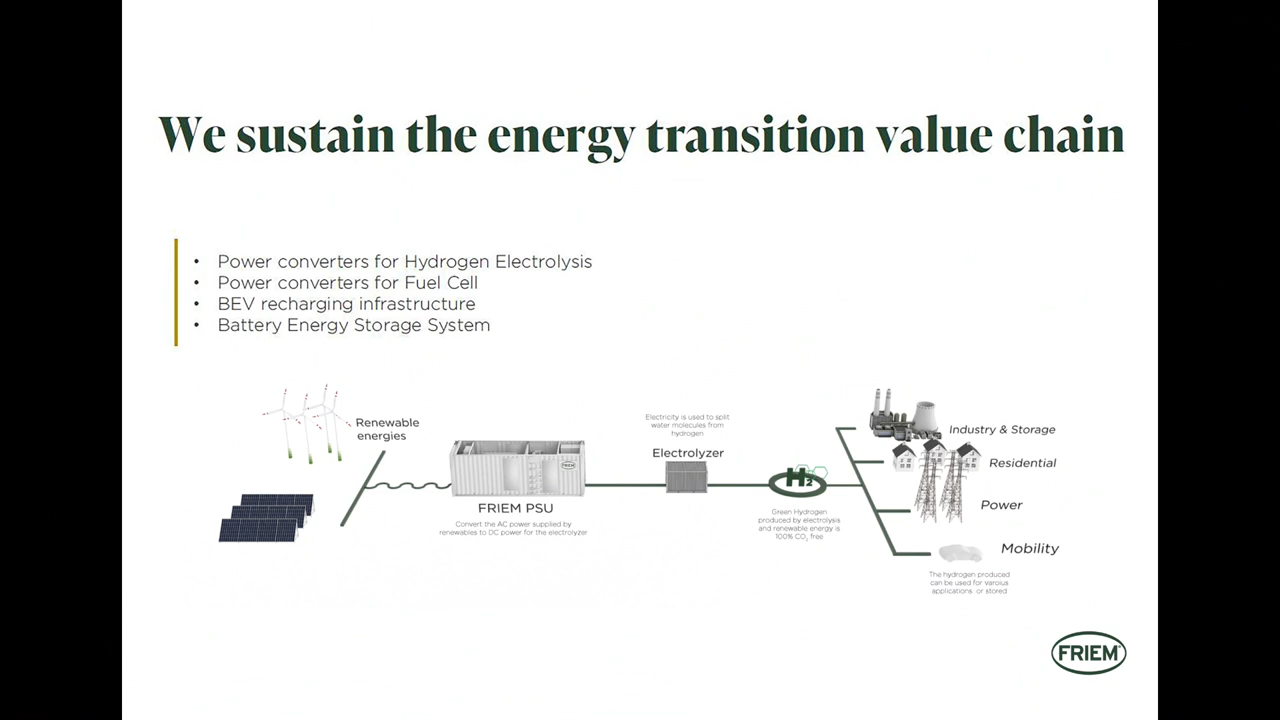 We sustain the energy transition value chain
• Power converters for Hydrogen Electrolysis
• Power converters for Fuel Cell
• BEV recharging infrastructure
• Battery Energy Storage System
Renewable
energies
FRIEM
FRIEM PSU
Convert the AC power supplied by
renewables to DC power for the electrolyzer
Electricity is used to split
water molecules from
hydrogen
Electrolyzer
H2
Green Hydrogen
produced by electrolysis
and renewable energy is
100% CO2 free
Industry & Storage
Residential
Power
Mobility
The hydrogen produced
can be used for varoius
applications or stored
FRIEM